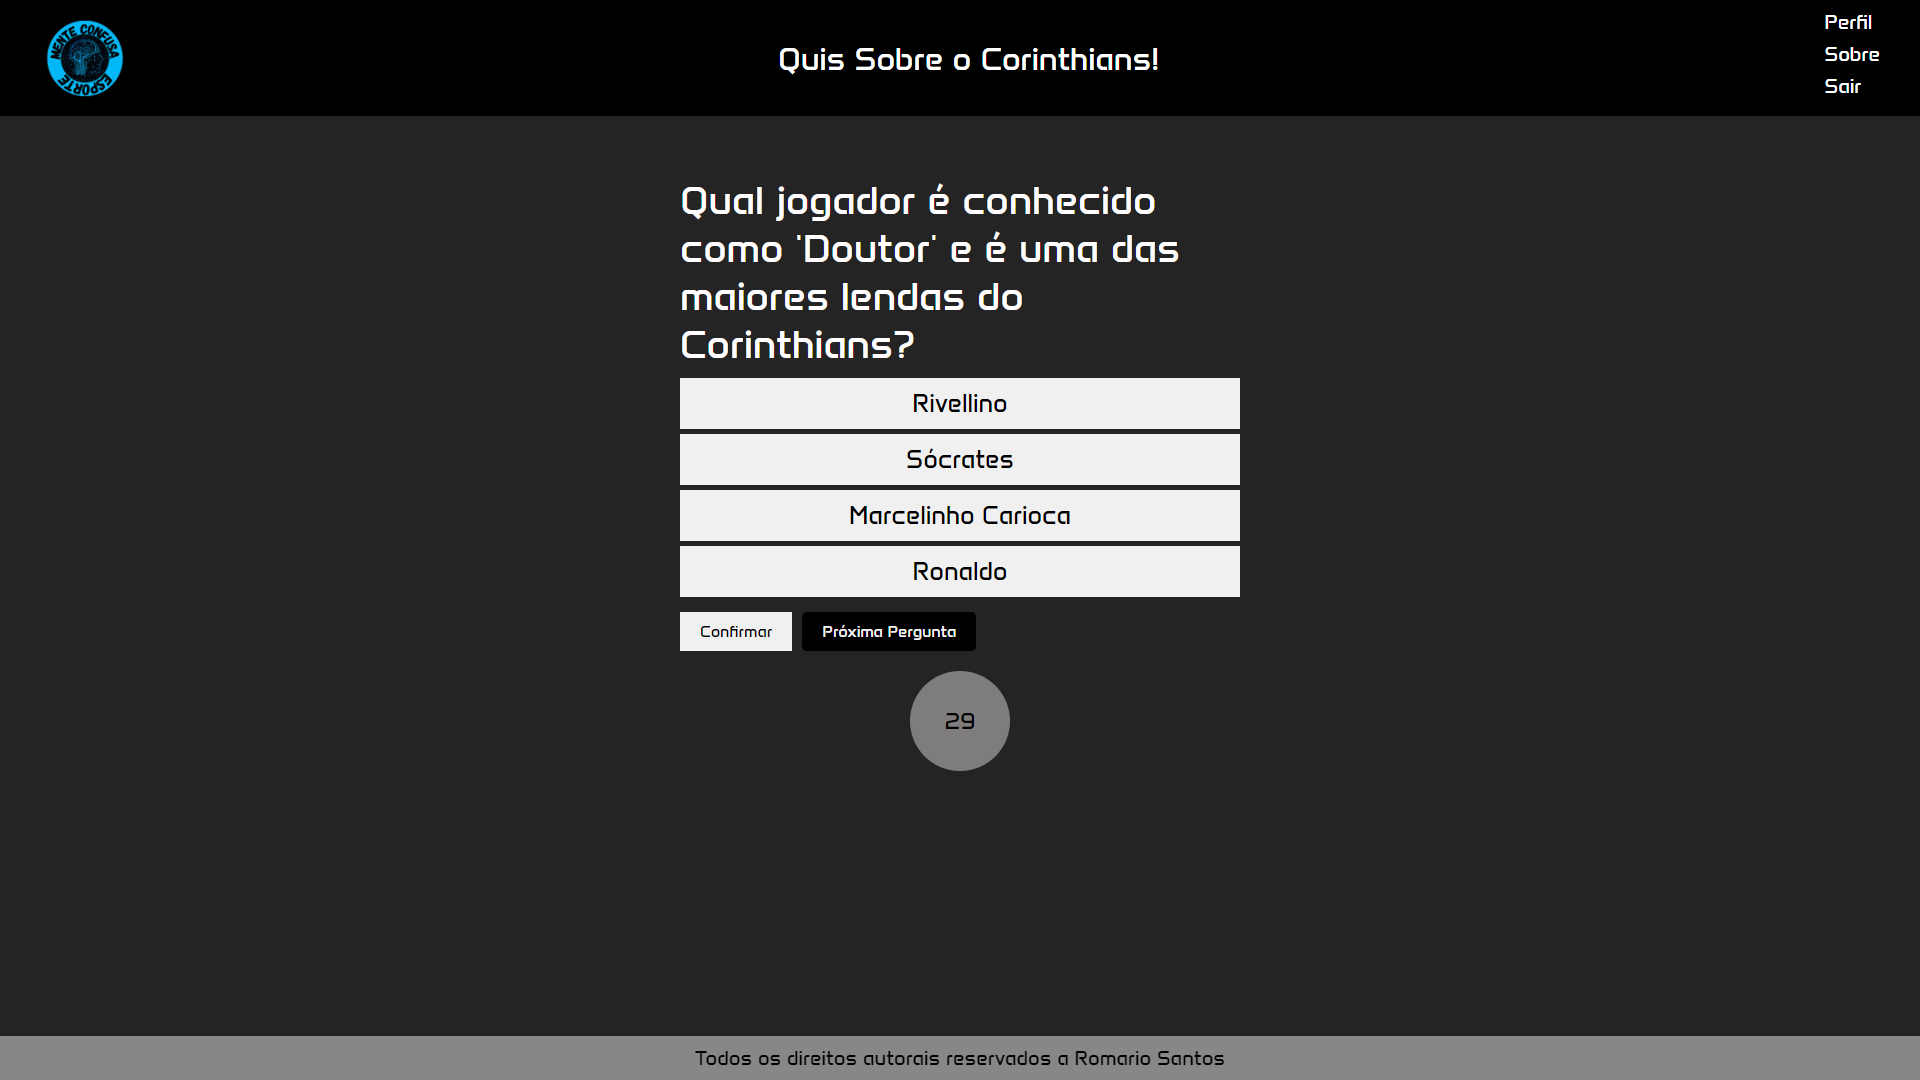 MENTE CONFUSA
ESPORTE
Quis Sobre o Corinthians!
Perfil
Sobre
Sair
Qual jogador é conhecido
como 'Doutor' e é uma das
maiores lendas do
Corinthians?
Rivellino
Sócrates
Marcelinho Carioca
Ronaldo
Confirmar
Próxima Pergunta
29
Todos os direitos autorais reservados a Romario Santos